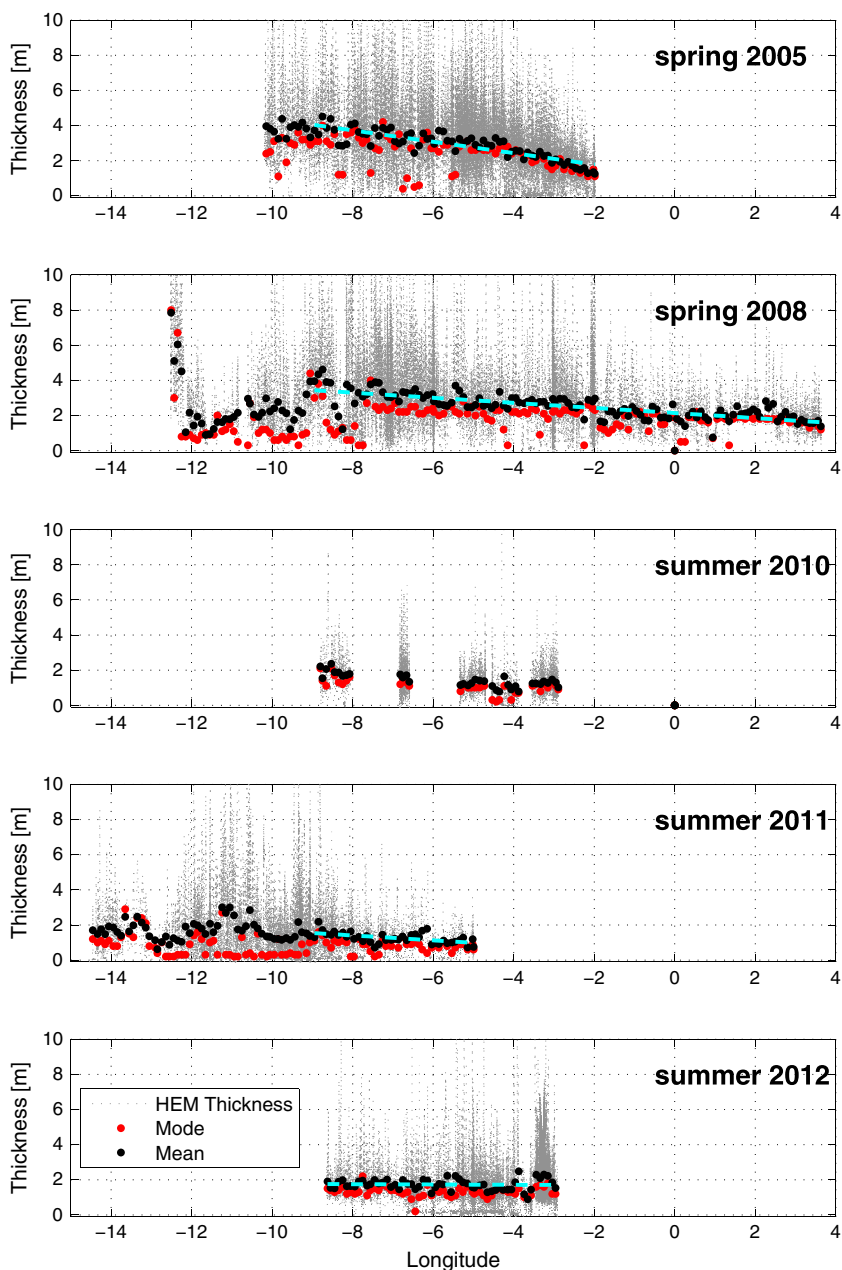 10
8
6
4
2
0
Thickness [m]
spring 2005
−14 −12 −10 −8 −6 −4 −2 0 2 4
10
8
6
4
2
0
Thickness [m]
spring 2008
−14 −12 −10 −8 −6 −4 −2 0 2 4
10
8
6
4
2
0
Thickness [m]
summer 2010
−14 −12 −10 −8 −6 −4 −2 0 2 4
10
8
6
4
2
0
Thickness [m]
summer 2011
−14 −12 −10 −8 −6 −4 −2 0 2 4
10
8
6
4
2
0
Thickness [m]
summer 2012
HEM Thickness
Mode
Mean
−14 −12 −10 −8 −6 −4 −2 0 2 4
Longitude